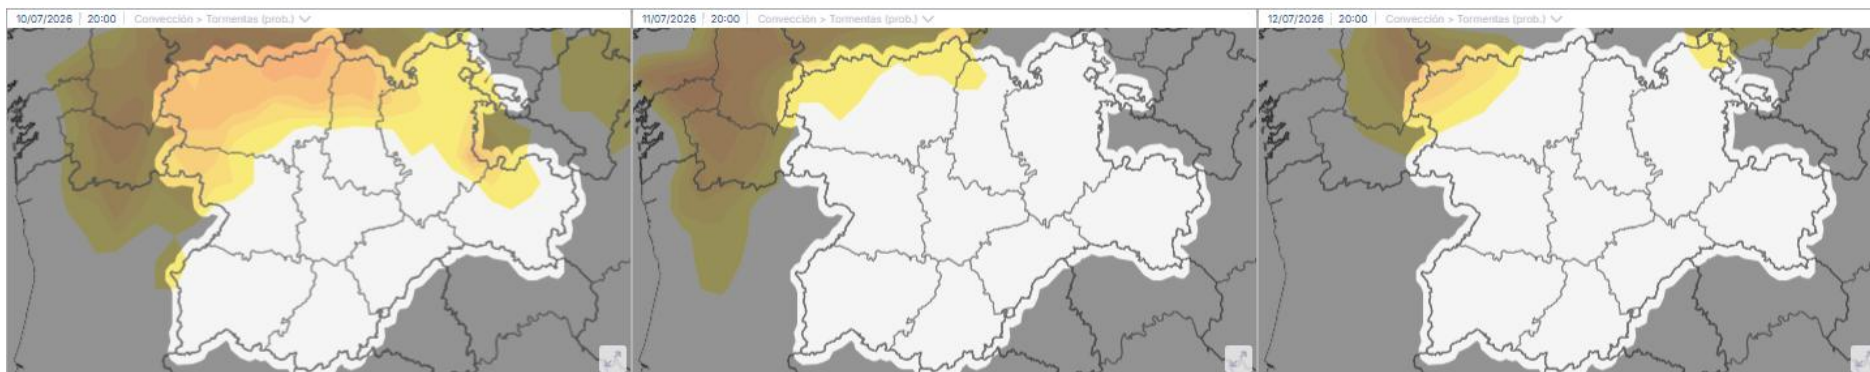 10/07/2026 20:00 Convección > Tormentas (prob.)
11/07/2026 20:00 Convección > Tormentas (prob.)
12/07/2026 20:00 Convección > Tormentas (prob.)